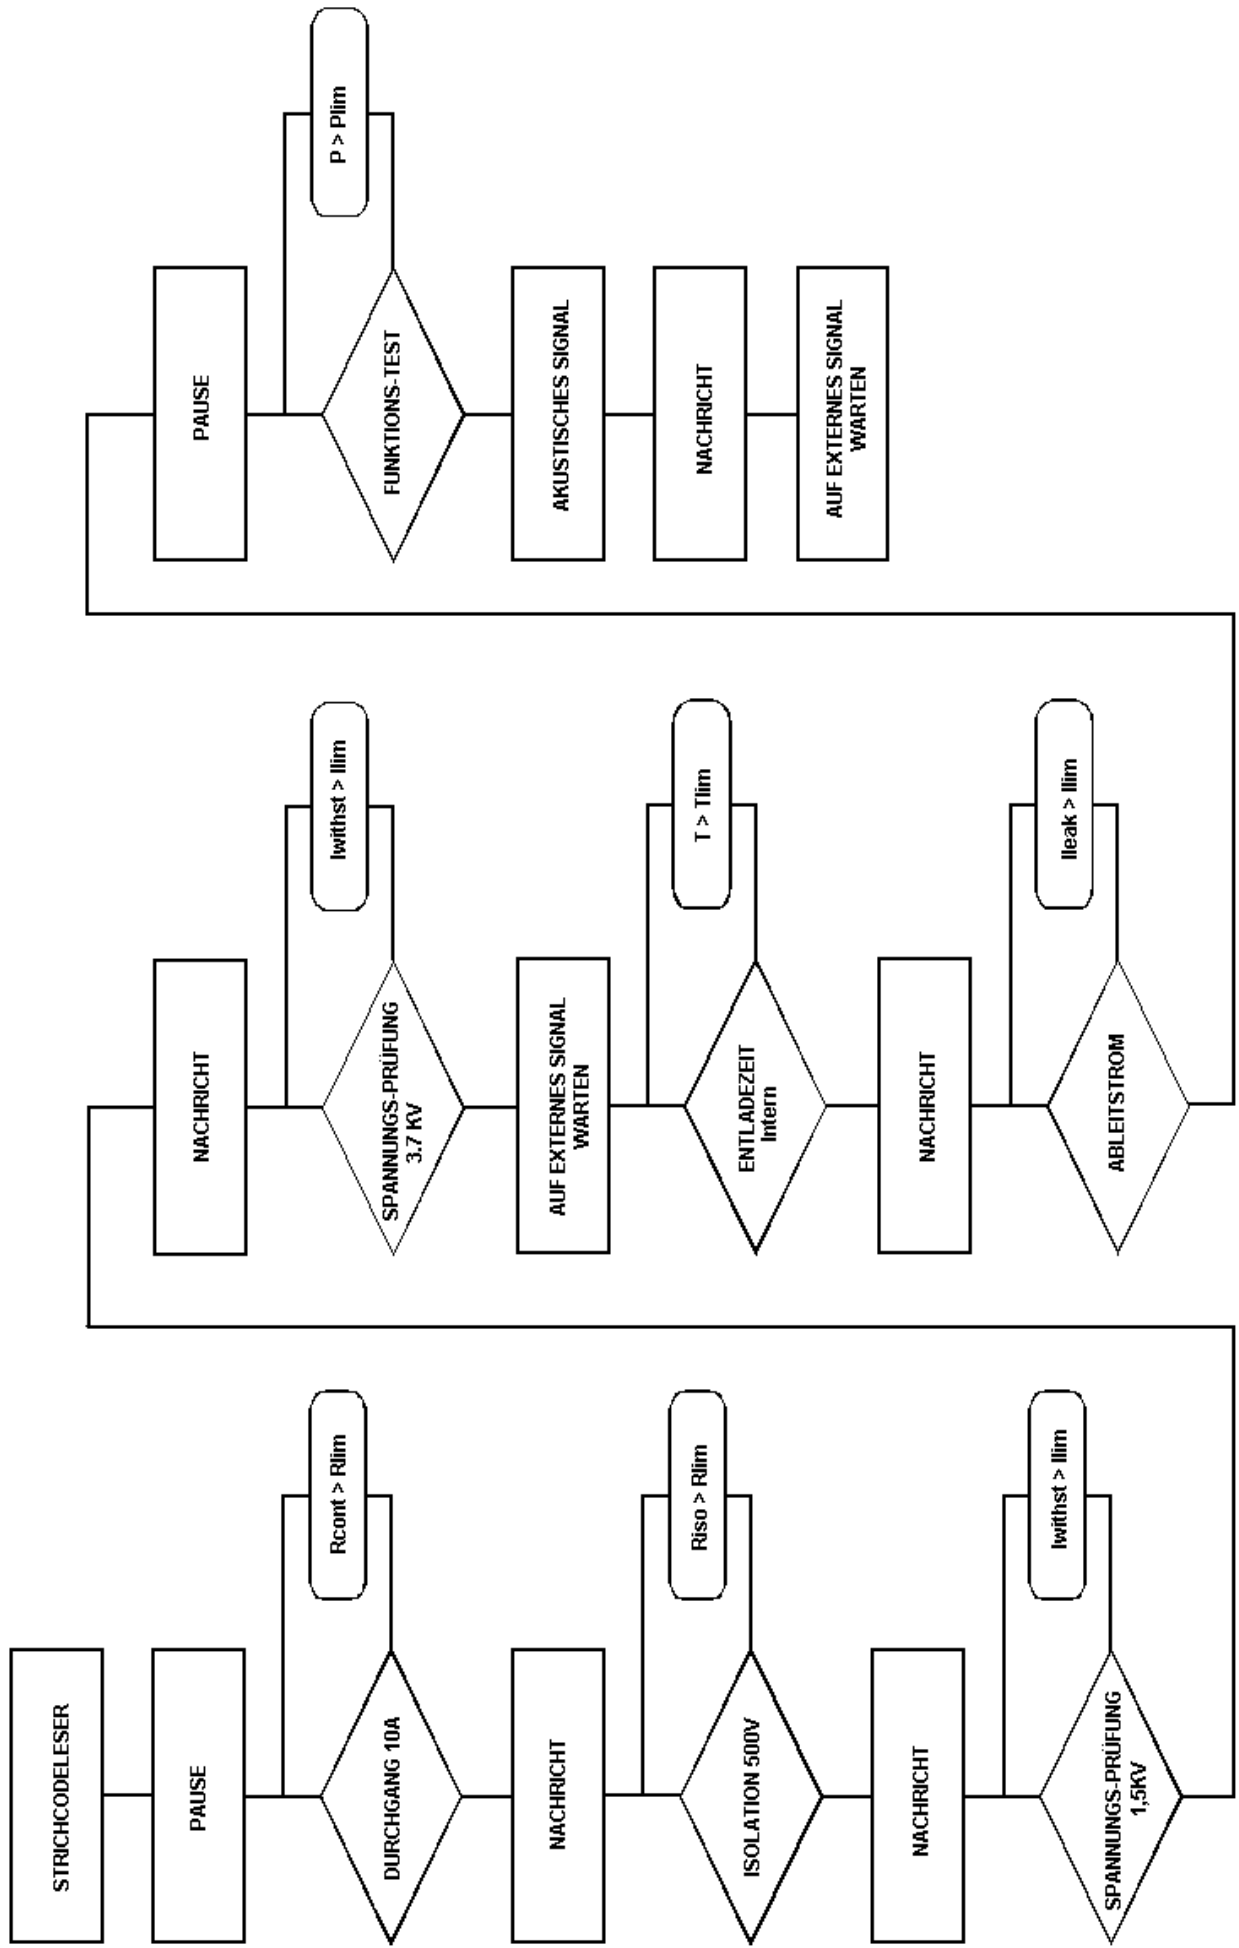 STRICHCODELESER
PAUSE
DURCHGANG 10A
Rcont > Rlim
NACHRICHT
ISOLATION 500V
Riso > Rlim
NACHRICHT
SPANNUNGS-PRÜFUNG
1,5KV
Iwithst > Ilim
NACHRICHT
SPANNUNGS-PRÜFUNG
3.7 KV
Iwithst > Ilim
AUF EXTERNES SIGNAL
WARTEN
ENTLADEZEIT
Intern
T > Tlim
NACHRICHT
ABLEITSTROM
Ileak > Ilim
PAUSE
FUNKTIONS-TEST
P > Plim
AKUSTISCHES SIGNAL
NACHRICHT
AUF EXTERNES SIGNAL
WARTEN